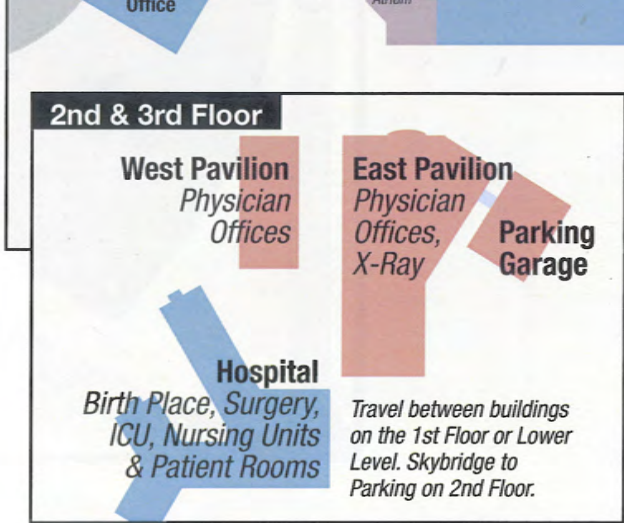 Office
Atrium
2nd & 3rd Floor
West Pavilion
Physician
Offices
East Pavilion
Physician
Offices,
X-Ray
Parking
Garage
Hospital
Birth Place, Surgery,
ICU, Nursing Units
& Patient Rooms
Travel between buildings
on the 1st Floor or Lower
Level. Skybridge to
Parking on 2nd Floor.